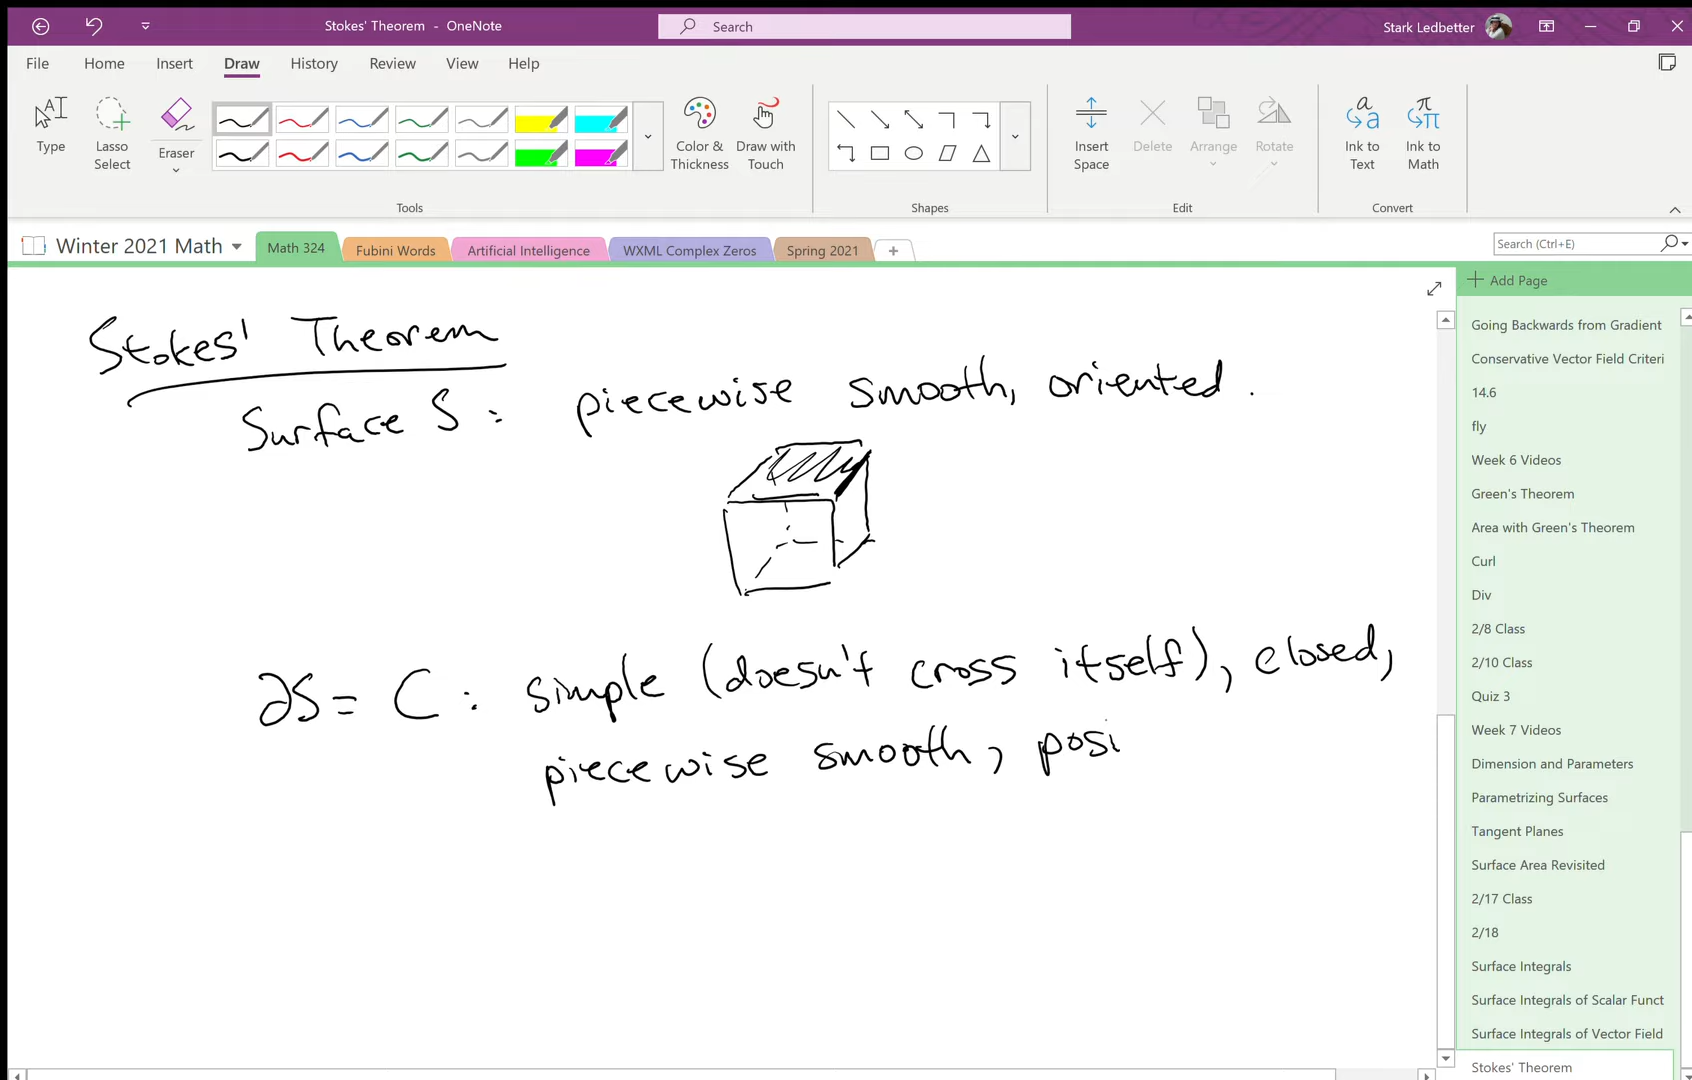 Stokes' Theorem - OneNote
Search
Stark Ledbetter
File Home Insert Draw History Review View Help
Type
Lasso Select
Eraser
Color & Thickness
Draw with Touch
Insert Space
Delete
Arrange
Rotate
Ink to Text
Ink to Math
Tools
Shapes
Edit
Convert
Winter 2021 Math
Math 324
Fubini Words
Artificial Intelligence
WXML Complex Zeros
Spring 2021
Search (Ctrl+E)
Stokes' Theorem
Surface S: piecewise smooth, oriented.
∂S = C: simple (doesn't cross itself), closed,
piecewise smooth, posi
Add Page
Going Backwards from Gradient
Conservative Vector Field Criteri
14.6
fly
Week 6 Videos
Green's Theorem
Area with Green's Theorem
Curl
Div
2/8 Class
2/10 Class
Quiz 3
Week 7 Videos
Dimension and Parameters
Parametrizing Surfaces
Tangent Planes
Surface Area Revisited
2/17 Class
2/18
Surface Integrals
Surface Integrals of Scalar Funct
Surface Integrals of Vector Field
Stokes' Theorem